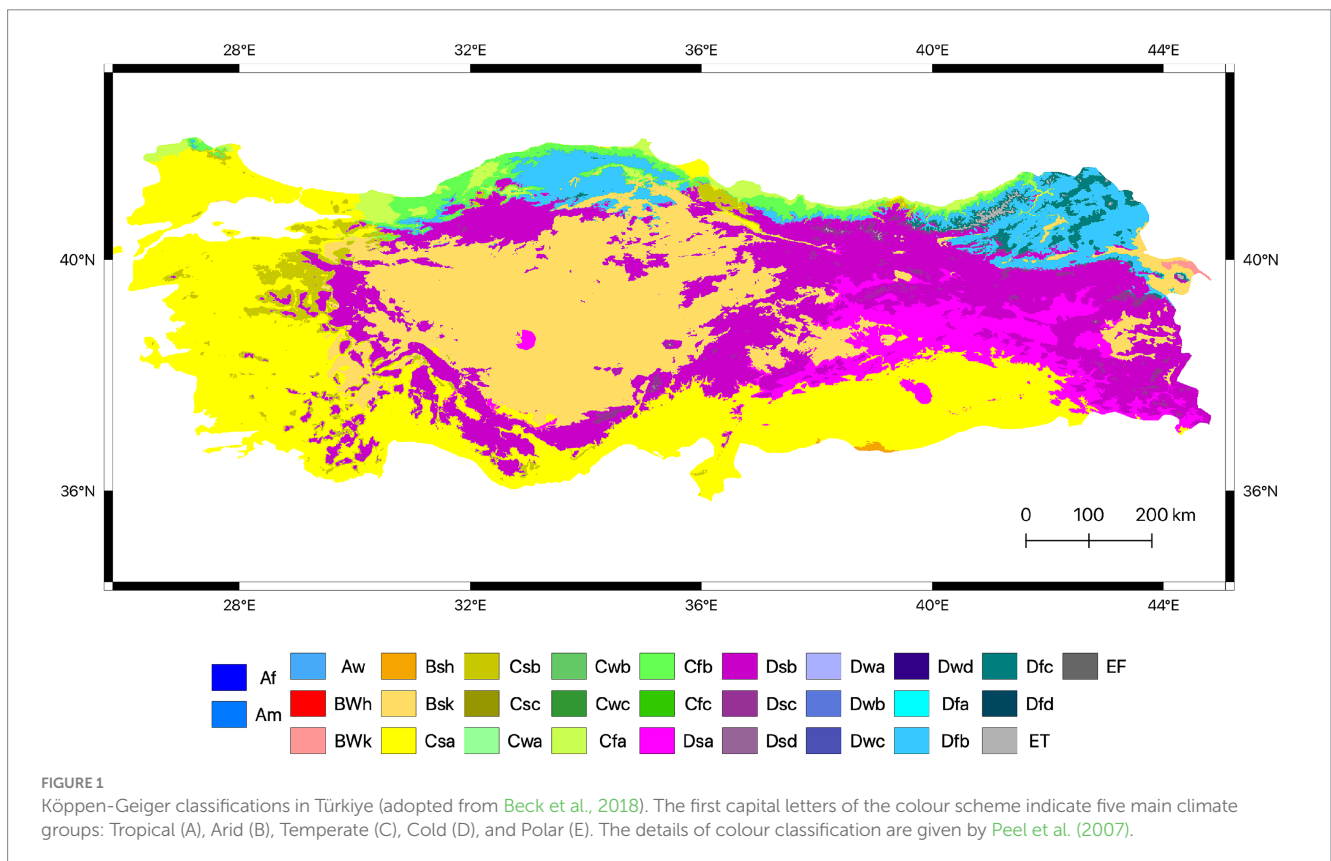 28°E 32°E 36°E 40°E 44°E
40°N 40°N
36°N 36°N
0 100 200 km
28°E 32°E 36°E 40°E 44°E
Af Aw Bsh Csb Cwb Cfb Dsb Dwa Dwd Dfc EF
Am BWh Bsk Csc Cwc Cfc Dsc Dwb Dfa Dfd
BWk Csa Cwa Cfa Dsa Dsd Dwc Dfb ET
FIGURE 1
Köppen-Geiger classifications in Türkiye (adopted from Beck et al., 2018). The first capital letters of the colour scheme indicate five main climate
groups: Tropical (A), Arid (B), Temperate (C), Cold (D), and Polar (E). The details of colour classification are given by Peel et al. (2007).